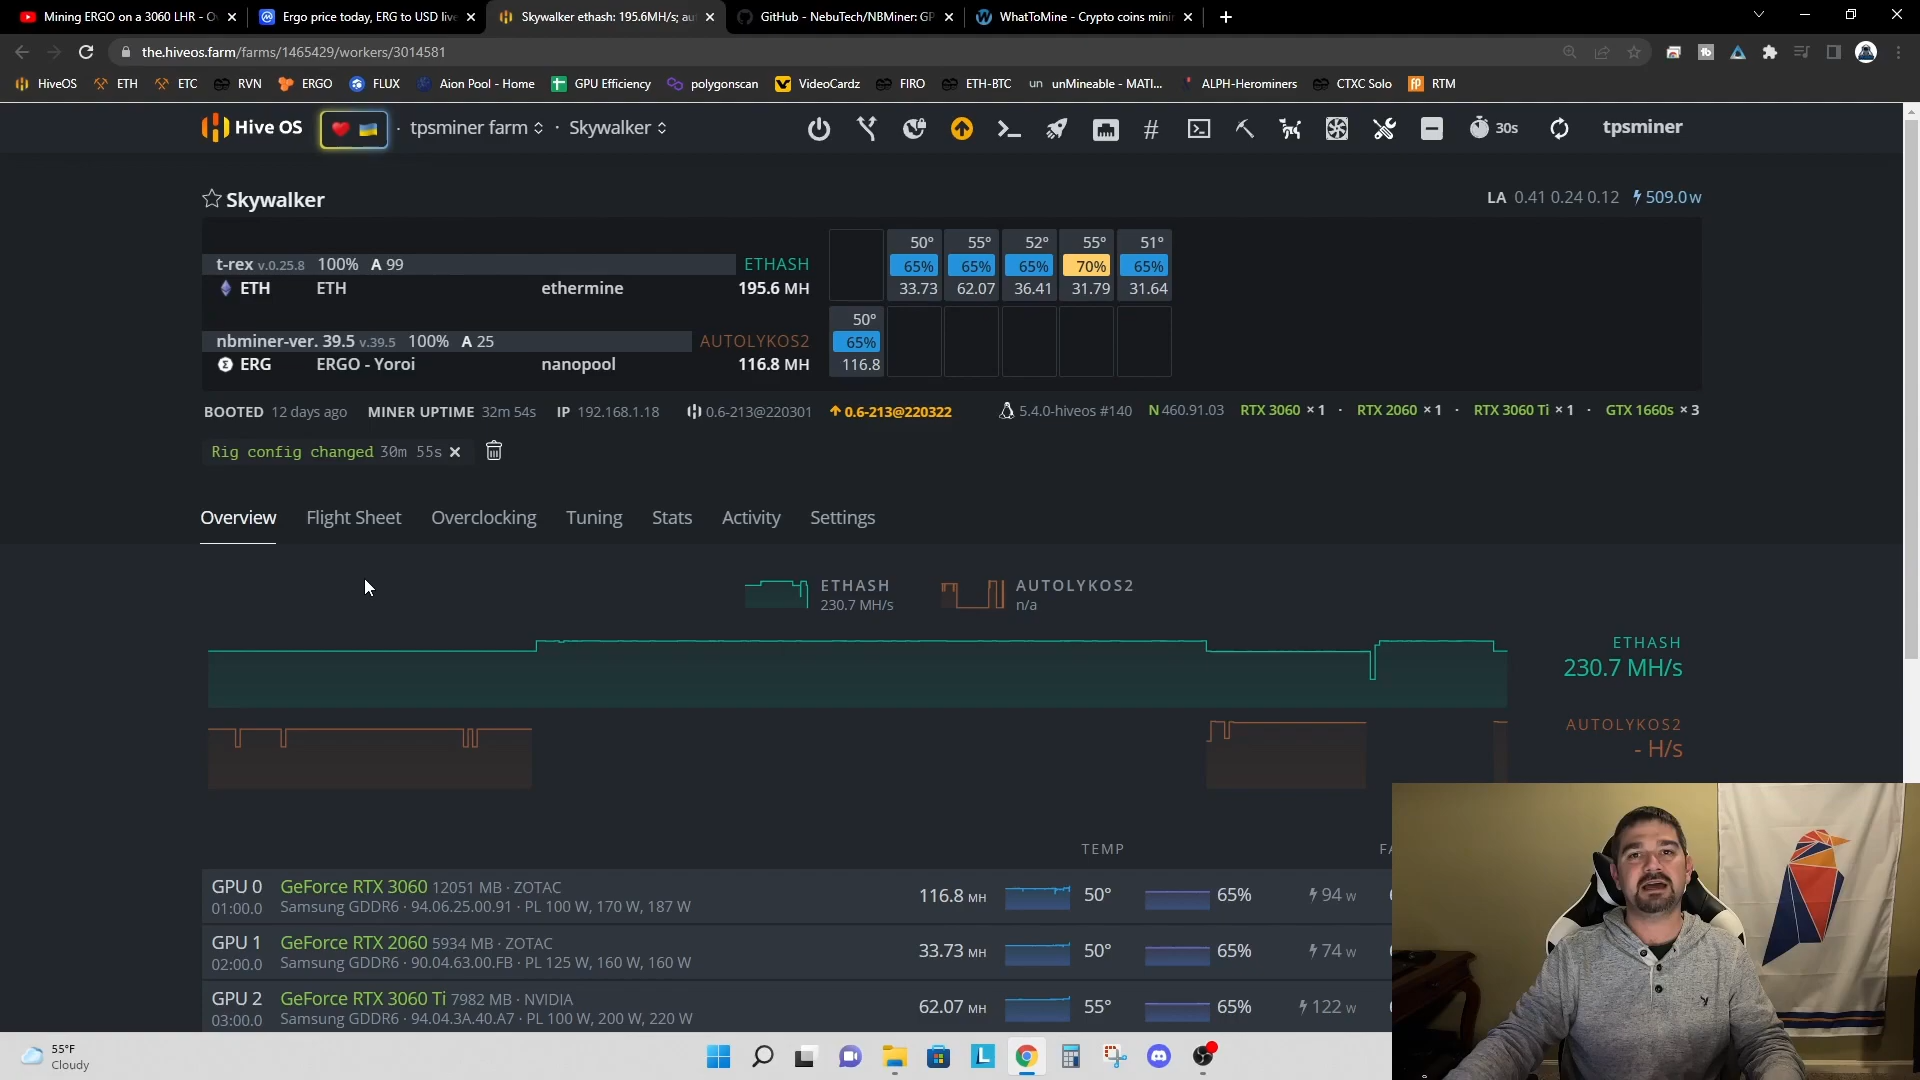 Mining ERGO on a 3060 LHR - O
Ergo price today, ERG to USD live
Skywalker ethash: 195.6MH/s; au
GitHub - NebuTech/NBMiner: GP
WhatToMine - Crypto coins mini
the.hiveos.farm/farms/1465429/workers/3014581
HiveOS
ETH
ETC
RVN
ERGO
FLUX
Aion Pool - Home
GPU Efficiency
polygonscan
VideoCardz
FIRO
ETH-BTC
un unMineable - MATI...
ALPH-Herominers
CTXC Solo
RTM
Hive OS
· tpsminer farm
· Skywalker
30s
tpsminer
Skywalker
LA 0.41 0.24 0.12 509.0 w
50° 55° 52° 55° 51°
t-rex v.0.25.8 100% A 99 ETHASH
65% 65% 65% 70% 65%
ETH ETH ethermine 195.6 MH
33.73 62.07 36.41 31.79 31.64
50°
nbminer-ver. 39.5 v.39.5 100% A 25 AUTOLYKOS2
65%
ERG ERGO - Yoroi nanopool 116.8 MH
116.8
BOOTED 12 days ago MINER UPTIME 32m 54s IP 192.168.1.18 0.6-213@220301 0.6-213@220322 5.4.0-hiveos #140 N 460.91.03 RTX 3060 × 1 · RTX 2060 × 1 · RTX 3060 Ti × 1 · GTX 1660s × 3
Rig config changed 30m 55s
Overview Flight Sheet Overclocking Tuning Stats Activity Settings
ETHASH
230.7 MH/s
AUTOLYKOS2
n/a
ETHASH
230.7 MH/s
AUTOLYKOS2
- H/s
TEMP
GPU 0 GeForce RTX 3060 12051 MB · ZOTAC 116.8 MH 50° 65% 94 w
01:00.0 Samsung GDDR6 · 94.06.25.00.91 · PL 100 W, 170 W, 187 W
GPU 1 GeForce RTX 2060 5934 MB · ZOTAC 33.73 MH 50° 65% 74 w
02:00.0 Samsung GDDR6 · 90.04.63.00.FB · PL 125 W, 160 W, 160 W
GPU 2 GeForce RTX 3060 Ti 7982 MB · NVIDIA 62.07 MH 55° 65% 122 w
03:00.0 Samsung GDDR6 · 94.04.3A.40.A7 · PL 100 W, 200 W, 220 W
55°F
Cloudy